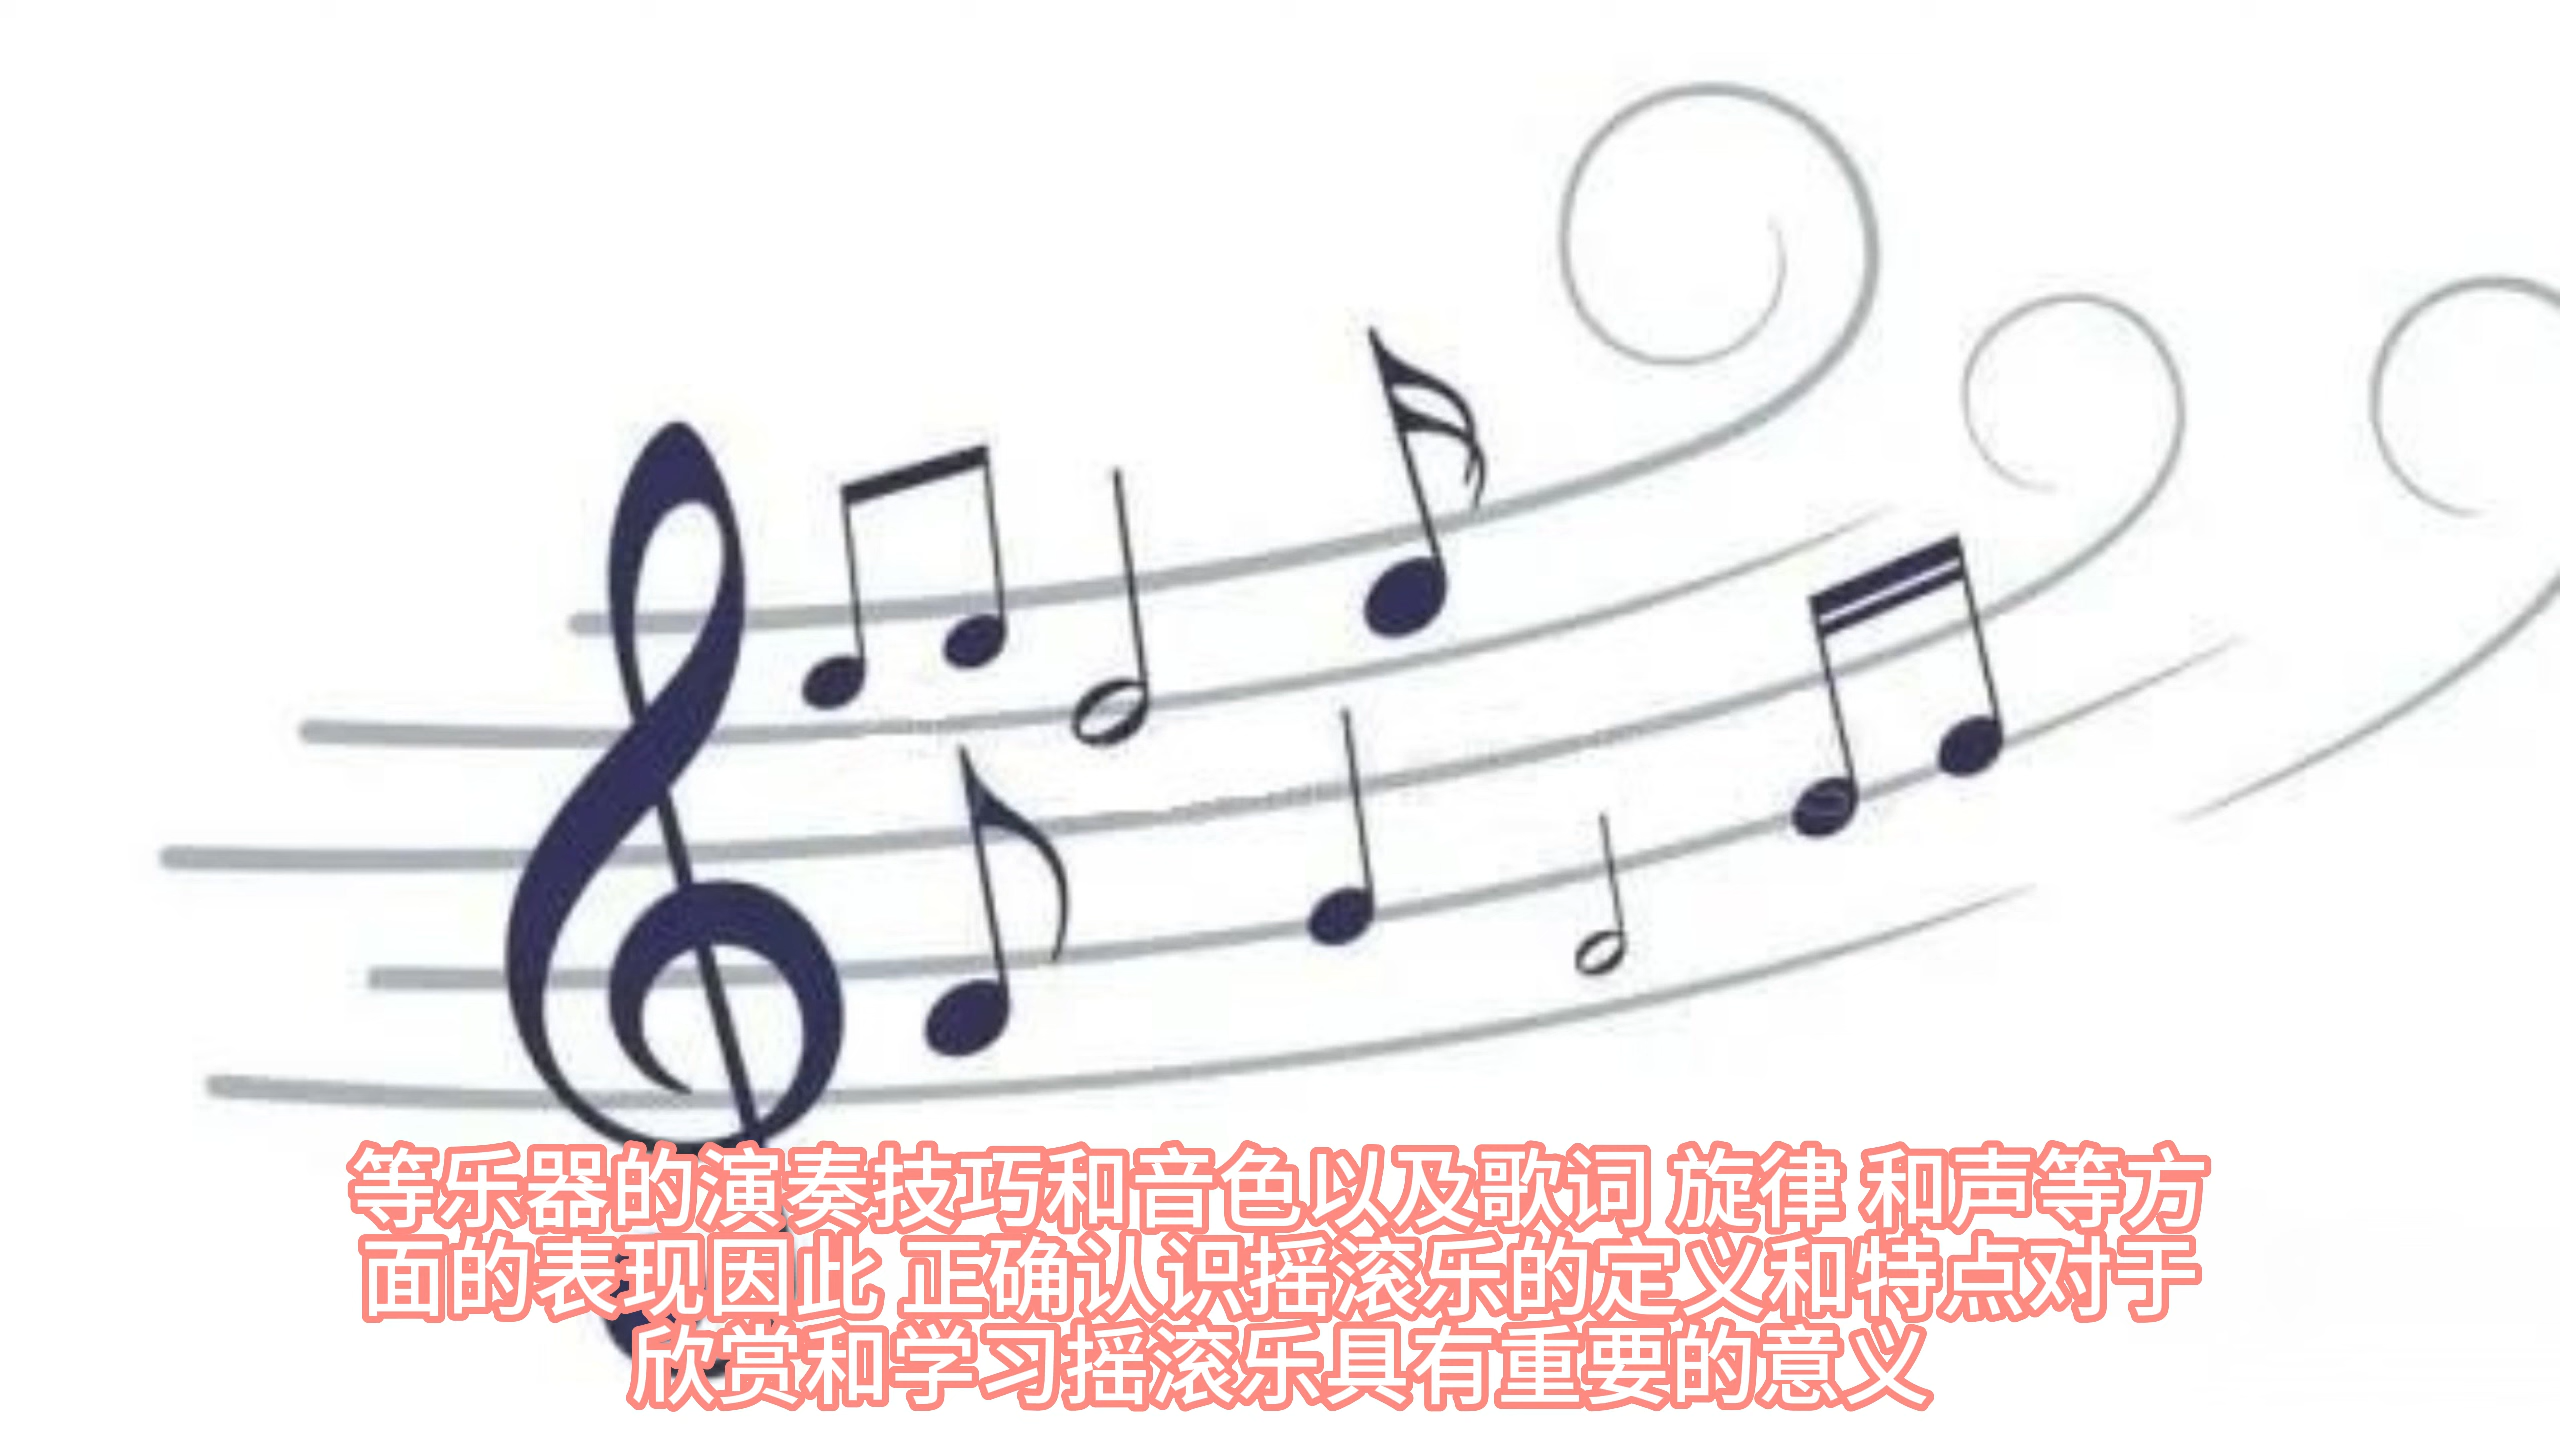 等乐器的演奏技巧和音色以及歌词 旋律 和声等方
面的表现因此 正确认识摇滚乐的定义和特点对于
欣赏和学习摇滚乐具有重要的意义